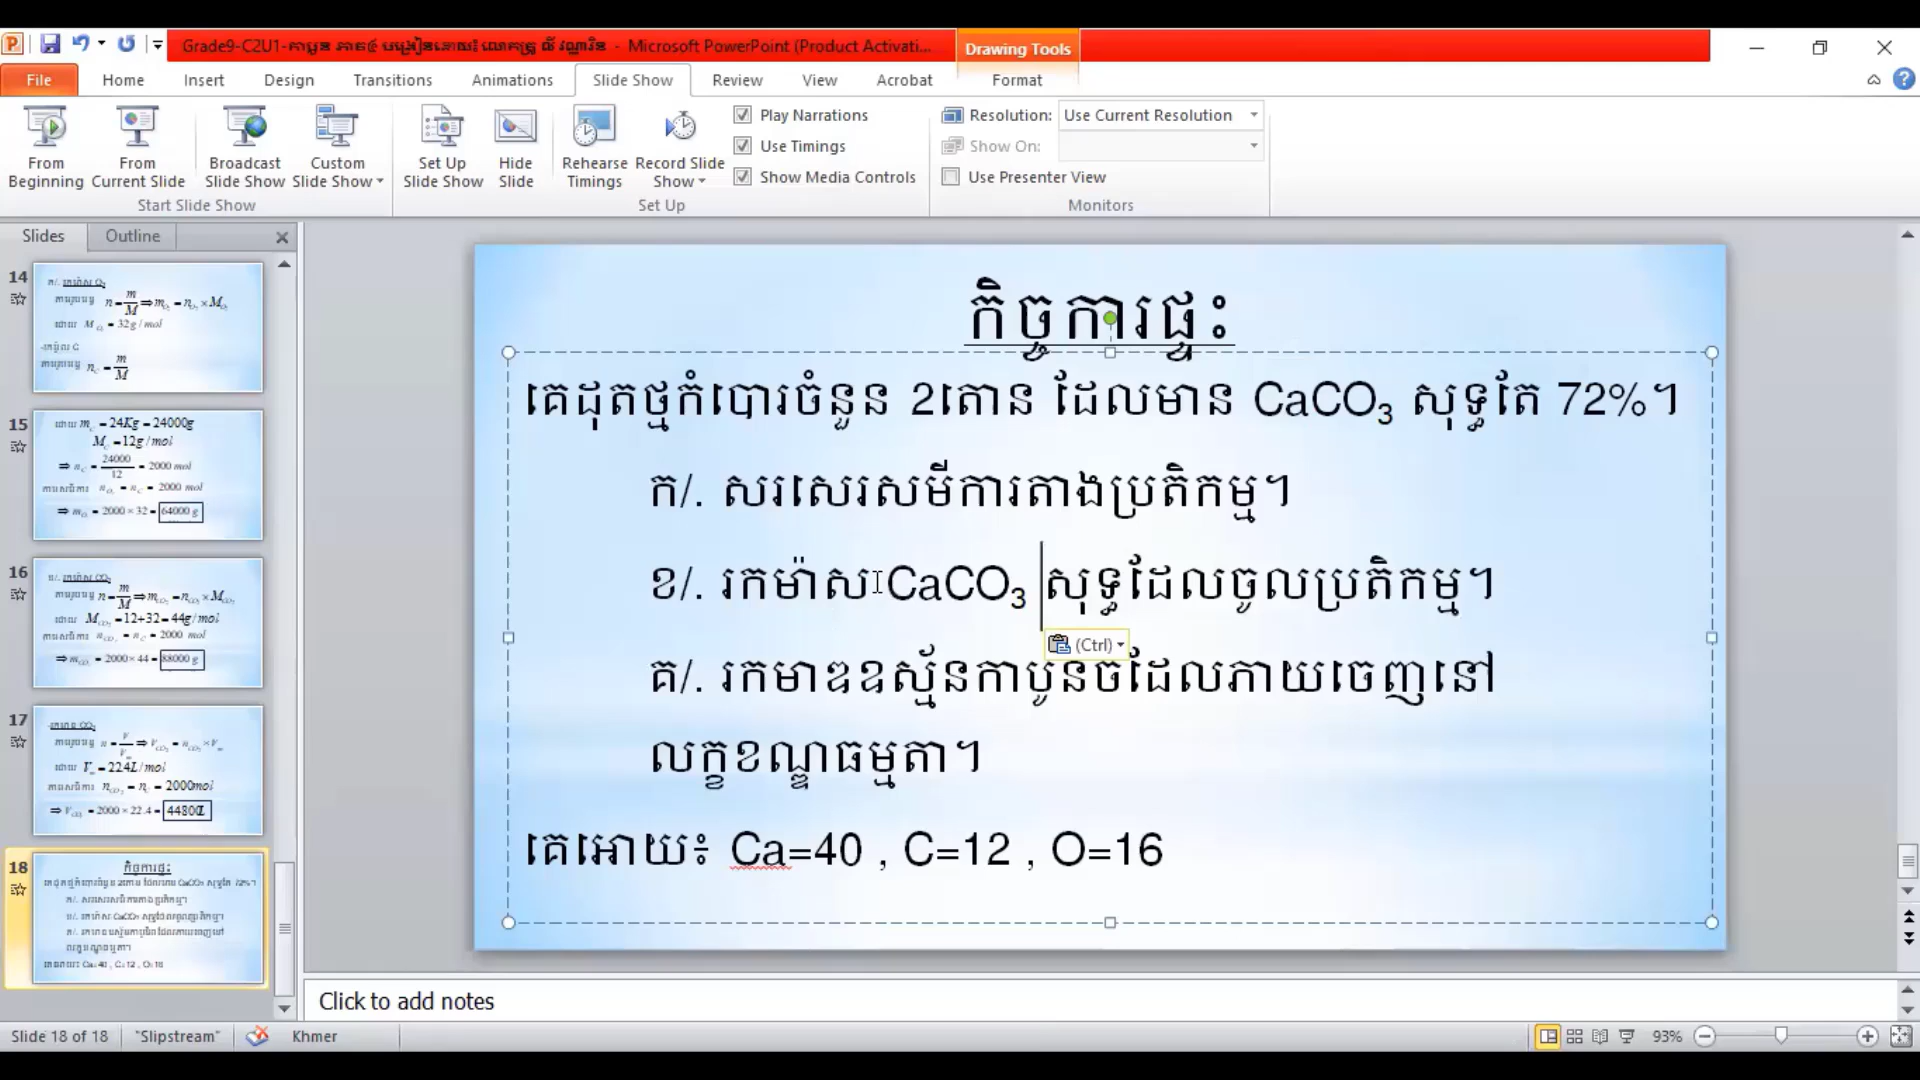 Microsoft PowerPoint (Product Activati...
Drawing Tools
File
Home
Insert
Design
Transitions
Animations
Slide Show
Review
View
Acrobat
Format
From Beginning
From Current Slide
Broadcast Slide Show
Custom Slide Show
Set Up Slide Show
Hide Slide
Rehearse Timings
Record Slide Show
Play Narrations
Use Timings
Show Media Controls
Resolution:
Use Current Resolution
Show On:
Use Presenter View
Start Slide Show
Set Up
Monitors
Slides
Outline
កិច្ចការផ្ទះ
គេដុតថ្មកំបោរចំនួន 2តោន ដែលមាន CaCO₃ សុទ្ធតែ 72%។
ក/. សរសេរសមីការតាងប្រតិកម្ម។
ខ/. រកម៉ាស CaCO₃ សុទ្ធដែលចូលប្រតិកម្ម។
(Ctrl)
គ/. រកមាឌឧស្ម័នកាបូនិចដែលភាយចេញនៅ
លក្ខខណ្ឌធម្មតា។
គេអោយ៖ Ca=40 , C=12 , O=16
14
15
16
17
18
Click to add notes
Slide 18 of 18
"Slipstream"
Khmer
93%